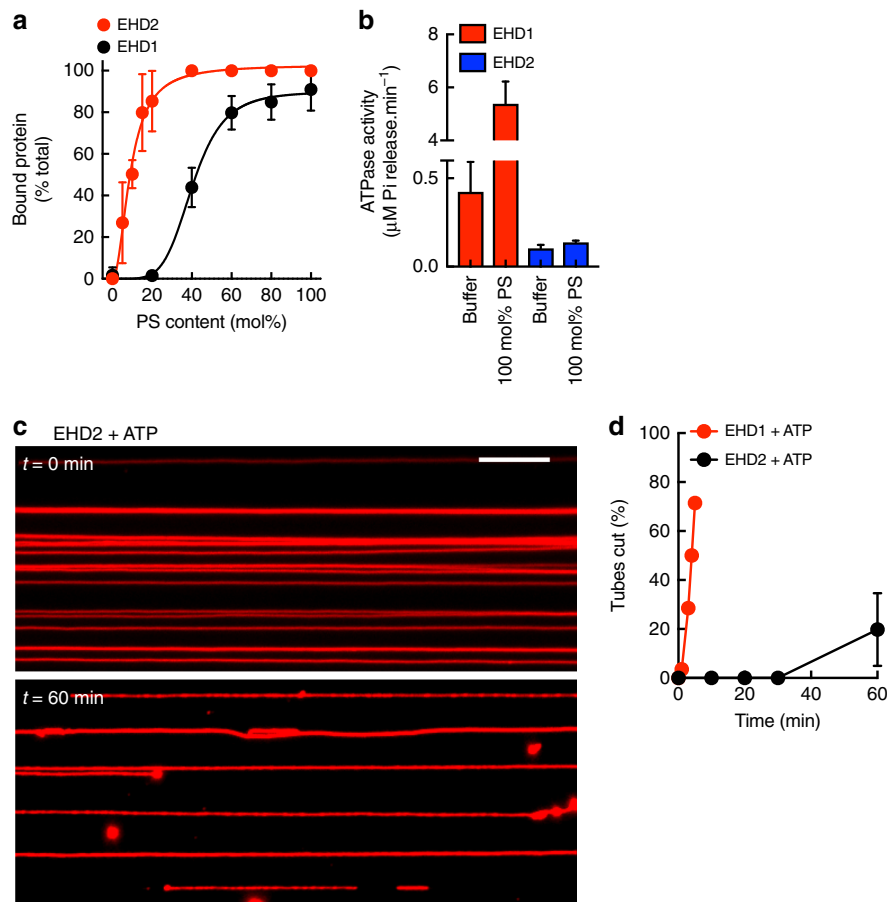 a
EHD2
EHD1
100
80
60
40
20
0
0 20 40 60 80 100
Bound protein
(% total)
PS content (mol%)
b
EHD1
EHD2
8
6
4
0.5
0.0
ATPase activity
(μM Pi release.min⁻¹)
Buffer
100 mol% PS
Buffer
100 mol% PS
c
EHD2 + ATP
t = 0 min
t = 60 min
d
EHD1 + ATP
EHD2 + ATP
100
80
60
40
20
0
0 20 40 60
Tubes cut (%)
Time (min)